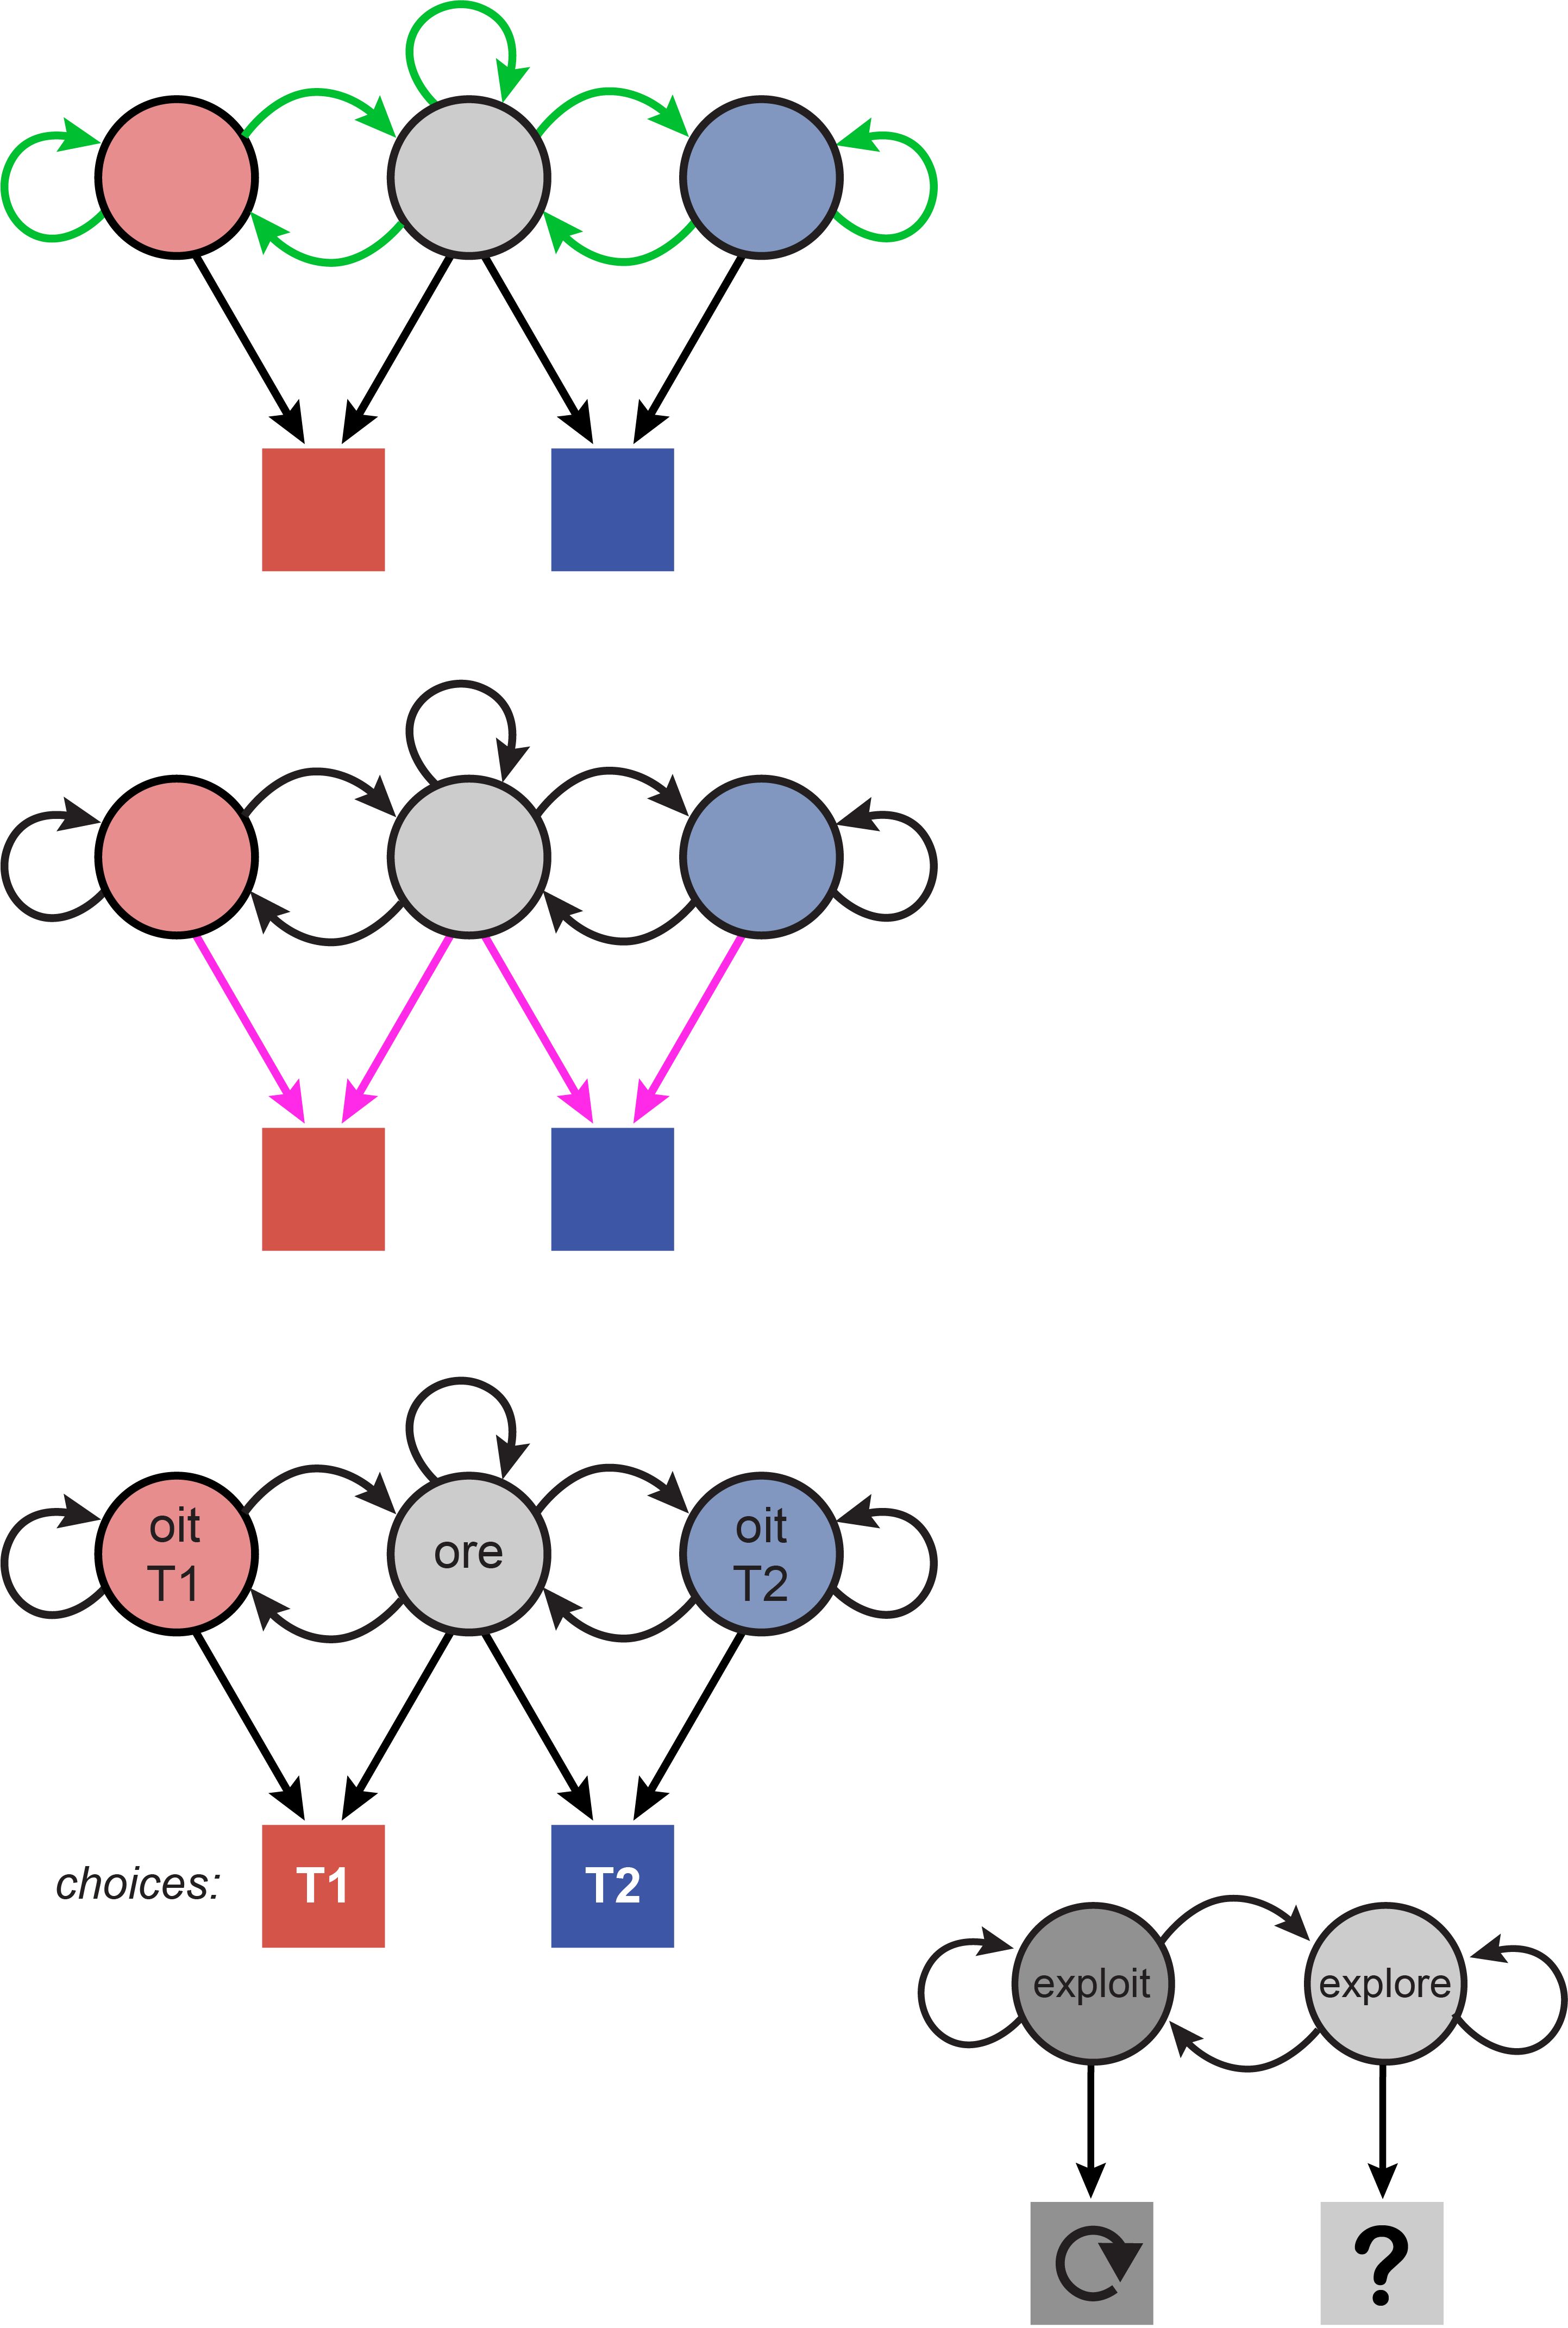 oit
T1
ore
oit
T2
choices:
T1
T2
exploit
explore
?